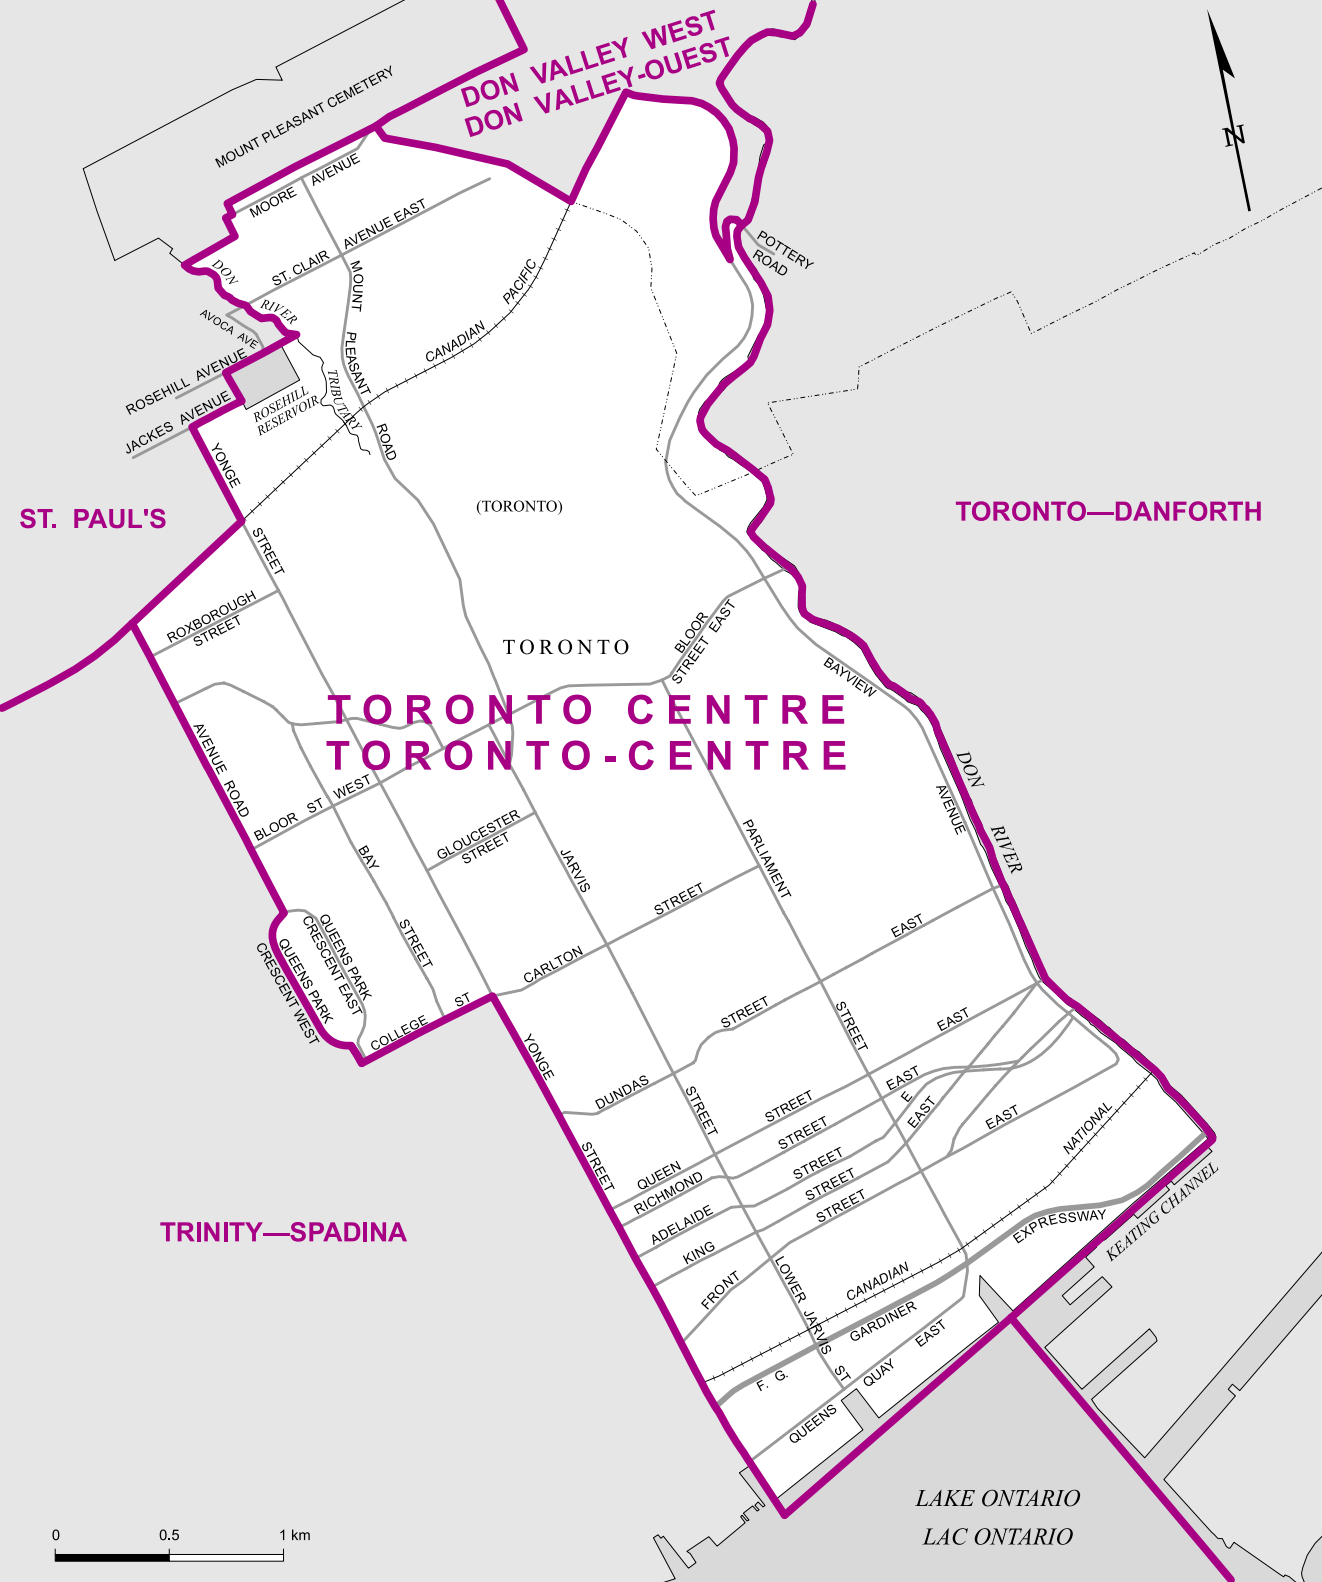 DON VALLEY WEST
DON VALLEY-OUEST
MOUNT PLEASANT CEMETERY
N
MOORE AVENUE
ST. CLAIR AVENUE EAST
POTTERY
ROAD
DON RIVER
AVOCA AVE
MOUNT PLEASANT ROAD
CANADIAN PACIFIC
ROSEHILL AVENUE
JACKES AVENUE
ROSEHILL
RESERVOIR
TRIBUTARY
YONGE STREET
ST. PAUL'S
(TORONTO)
TORONTO—DANFORTH
ROXBOROUGH
STREET
TORONTO
BLOOR
STREET EAST
BAYVIEW AVENUE
TORONTO CENTRE
TORONTO-CENTRE
AVENUE ROAD
BLOOR ST WEST
DON RIVER
GLOUCESTER
STREET
BAY STREET
JARVIS STREET
PARLIAMENT STREET
QUEENS PARK
CRESCENT EAST
QUEENS PARK
CRESCENT WEST
CARLTON STREET
COLLEGE ST
DUNDAS STREET EAST
YONGE STREET
QUEEN STREET EAST
RICHMOND STREET EAST
ADELAIDE STREET E
KING STREET EAST
FRONT STREET EAST
CANADIAN NATIONAL
TRINITY—SPADINA
LOWER JARVIS ST
F. G. GARDINER EXPRESSWAY
KEATING CHANNEL
QUEENS QUAY EAST
LAKE ONTARIO
LAC ONTARIO
0 0.5 1 km